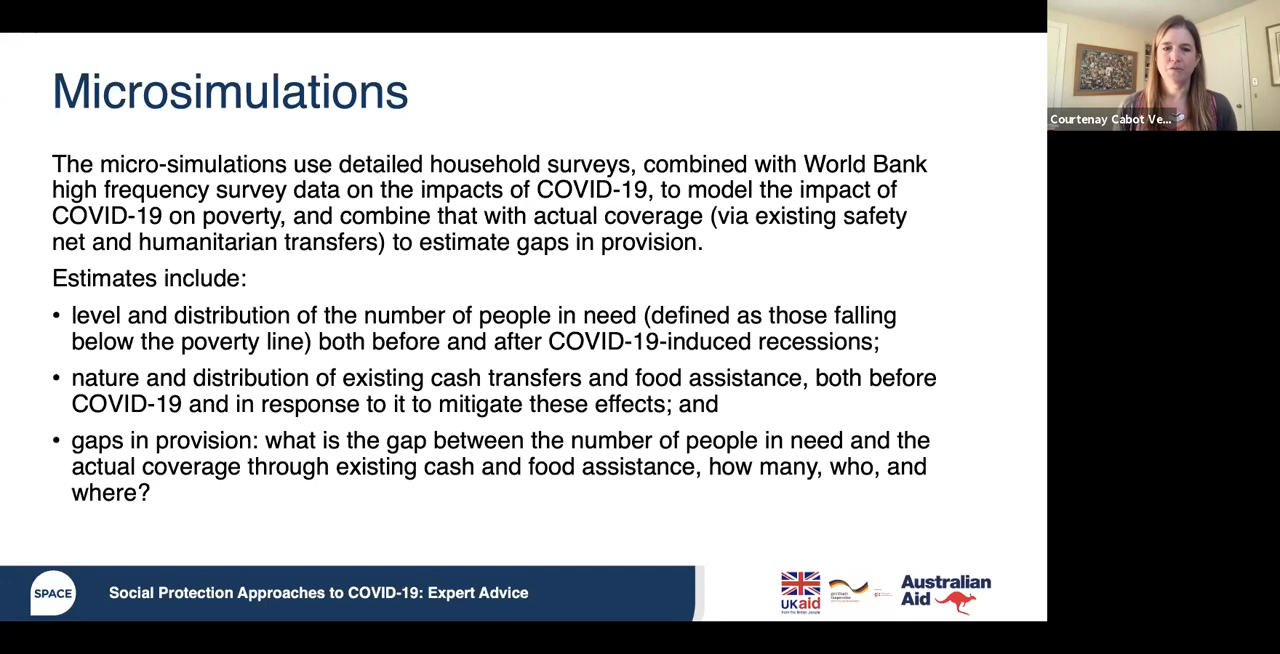 Microsimulations
The micro-simulations use detailed household surveys, combined with World Bank
high frequency survey data on the impacts of COVID-19, to model the impact of
COVID-19 on poverty, and combine that with actual coverage (via existing safety
net and humanitarian transfers) to estimate gaps in provision.
Estimates include:
• level and distribution of the number of people in need (defined as those falling
below the poverty line) both before and after COVID-19-induced recessions;
• nature and distribution of existing cash transfers and food assistance, both before
COVID-19 and in response to it to mitigate these effects; and
• gaps in provision: what is the gap between the number of people in need and the
actual coverage through existing cash and food assistance, how many, who, and
where?
Courtenay Cabot Ve...
SPACE
Social Protection Approaches to COVID-19: Expert Advice
UKaid
from the British people
german
cooperation
giz
Australian
Aid